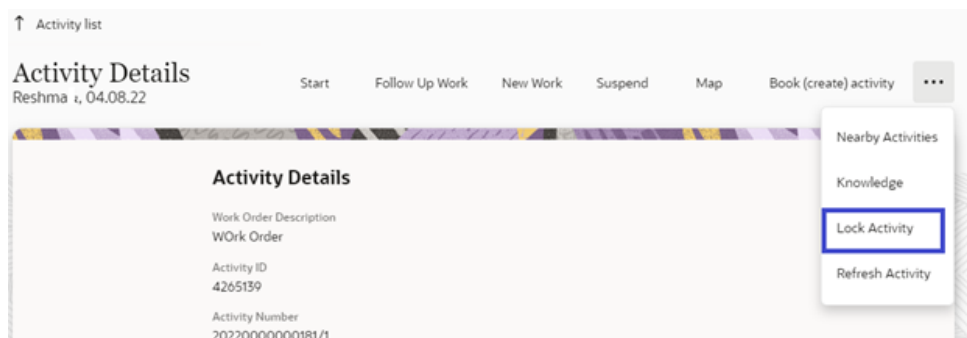 ↑ Activity list
Activity Details
Reshma , 04.08.22
Start Follow Up Work New Work Suspend Map Book (create) activity ...
Nearby Activities
Knowledge
Lock Activity
Refresh Activity
Activity Details
Work Order Description
WOrk Order
Activity ID
4265139
Activity Number
20220000000181/1